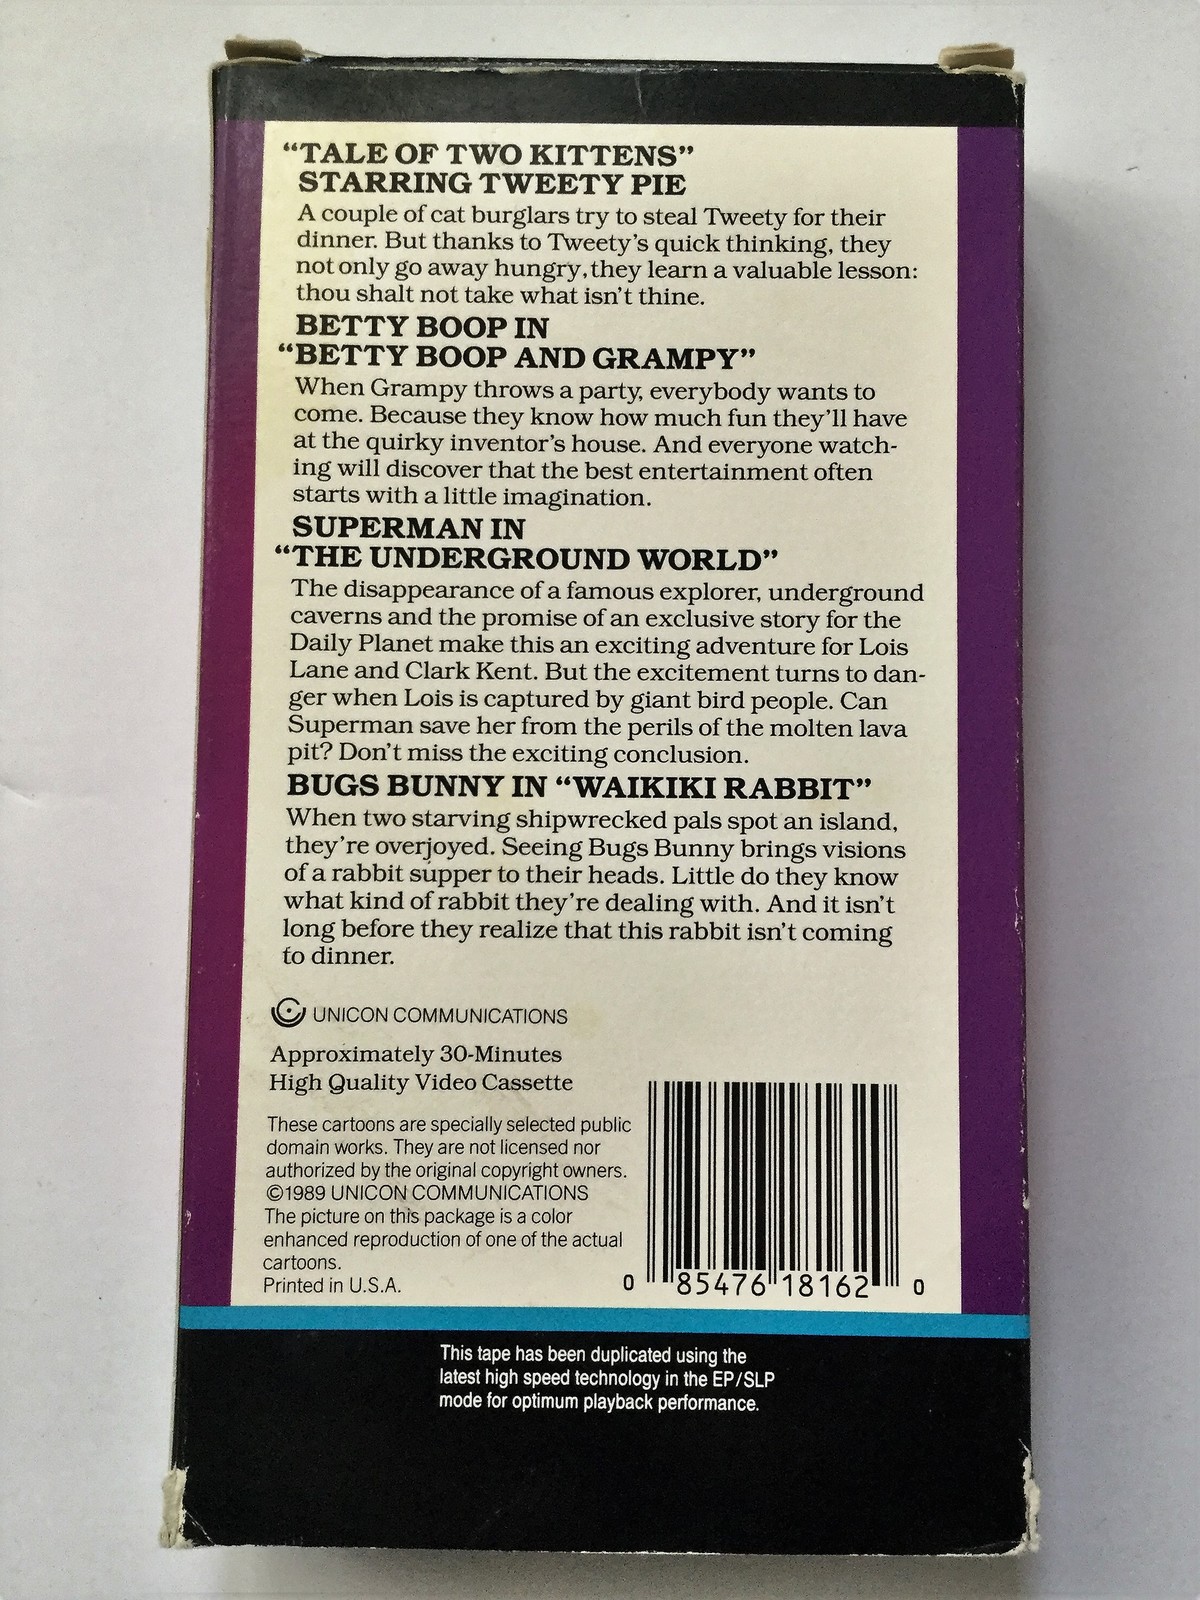 “TALE OF TWO KITTENS”
STARRING TWEETY PIE
A couple of cat burglars try to steal Tweety for their
dinner. But thanks to Tweety’s quick thinking, they
not only go away hungry, they learn a valuable lesson:
thou shalt not take what isn’t thine.
BETTY BOOP IN
“BETTY BOOP AND GRAMPY”
When Grampy throws a party, everybody wants to
come. Because they know how much fun they’ll have
at the quirky inventor’s house. And everyone watch-
ing will discover that the best entertainment often
starts with a little imagination.
SUPERMAN IN
“THE UNDERGROUND WORLD”
The disappearance of a famous explorer, underground
caverns and the promise of an exclusive story for the
Daily Planet make this an exciting adventure for Lois
Lane and Clark Kent. But the excitement turns to dan-
ger when Lois is captured by giant bird people. Can
Superman save her from the perils of the molten lava
pit? Don’t miss the exciting conclusion.
BUGS BUNNY IN “WAIKIKI RABBIT”
When two starving shipwrecked pals spot an island,
they’re overjoyed. Seeing Bugs Bunny brings visions
of a rabbit supper to their heads. Little do they know
what kind of rabbit they’re dealing with. And it isn’t
long before they realize that this rabbit isn’t coming
to dinner.
UNICON COMMUNICATIONS
Approximately 30-Minutes
High Quality Video Cassette
These cartoons are specially selected public
domain works. They are not licensed nor
authorized by the original copyright owners.
©1989 UNICON COMMUNICATIONS
The picture on this package is a color
enhanced reproduction of one of the actual
cartoons.
Printed in U.S.A.
0 85476 18162 0
This tape has been duplicated using the
latest high speed technology in the EP/SLP
mode for optimum playback performance.